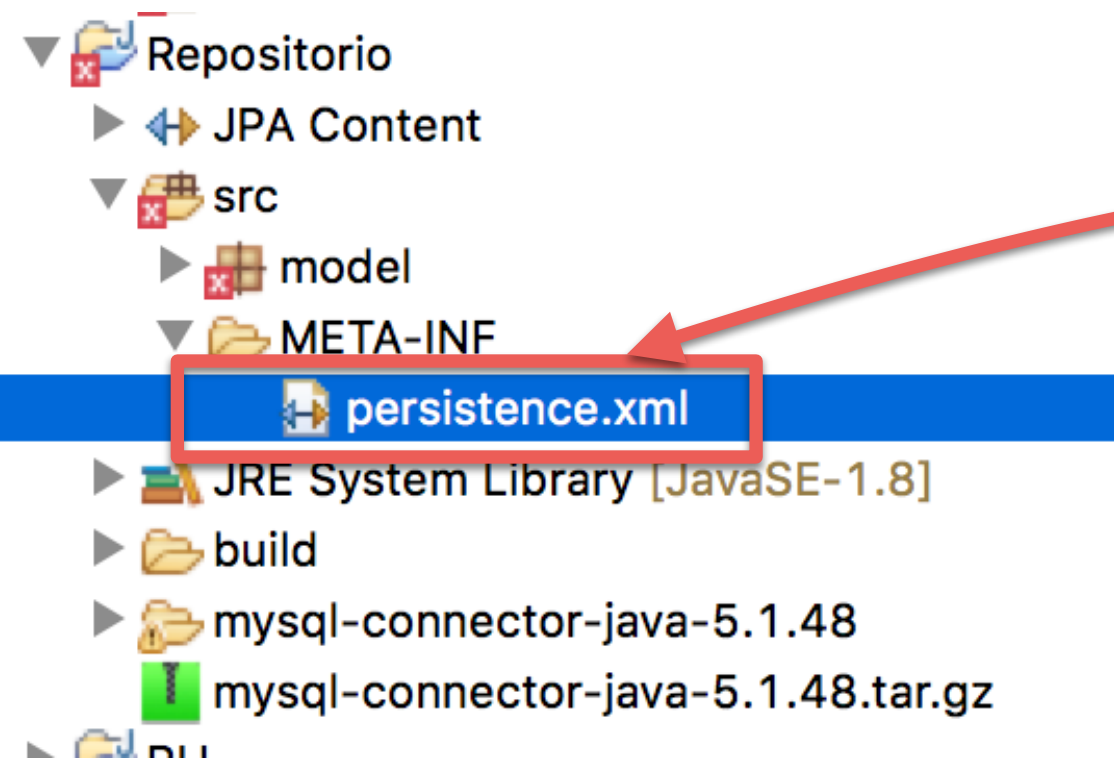 Repositorio
JPA Content
src
model
META-INF
persistence.xml
JRE System Library [JavaSE-1.8]
build
mysql-connector-java-5.1.48
mysql-connector-java-5.1.48.tar.gz